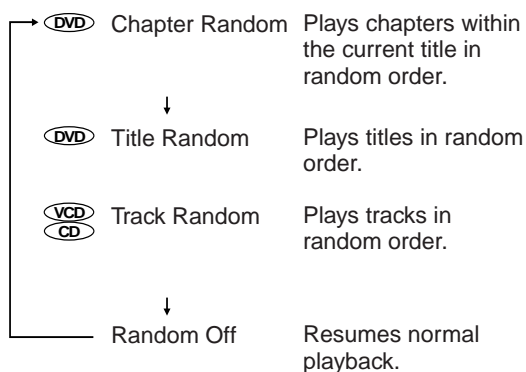 DVD Chapter Random Plays chapters within
the current title in
random order.
DVD Title Random Plays titles in random
order.
VCD Track Random Plays tracks in
CD random order.
Random Off Resumes normal
playback.